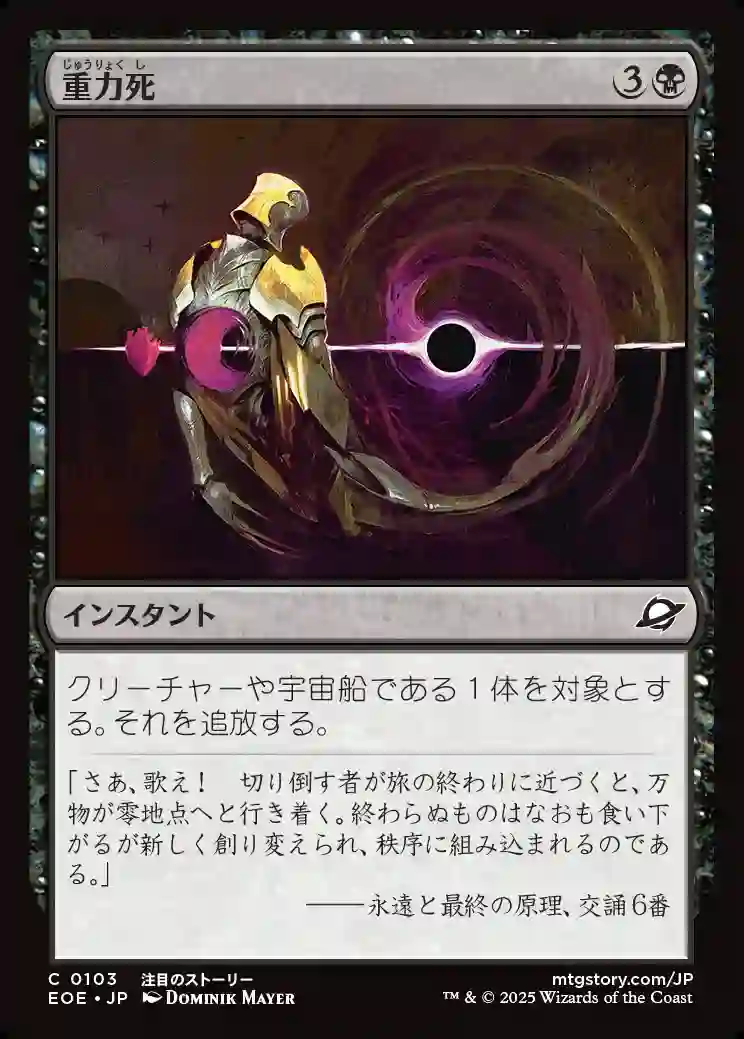 じゅうりょく し
重力死
3
インスタント
クリーチャーや宇宙船である1体を対象とす
る。それを追放する。
「さあ、歌え!　切り倒す者が旅の終わりに近づくと、万
物が零地点へと行き着く。終わらぬものはなおも食い下
がるが新しく創り変えられ、秩序に組み込まれるのであ
る。」
――永遠と最終の原理、交誦6番
C 0103 注目のストーリー
mtgstory.com/JP
EOE • JP DOMINIK MAYER
™ & © 2025 Wizards of the Coast